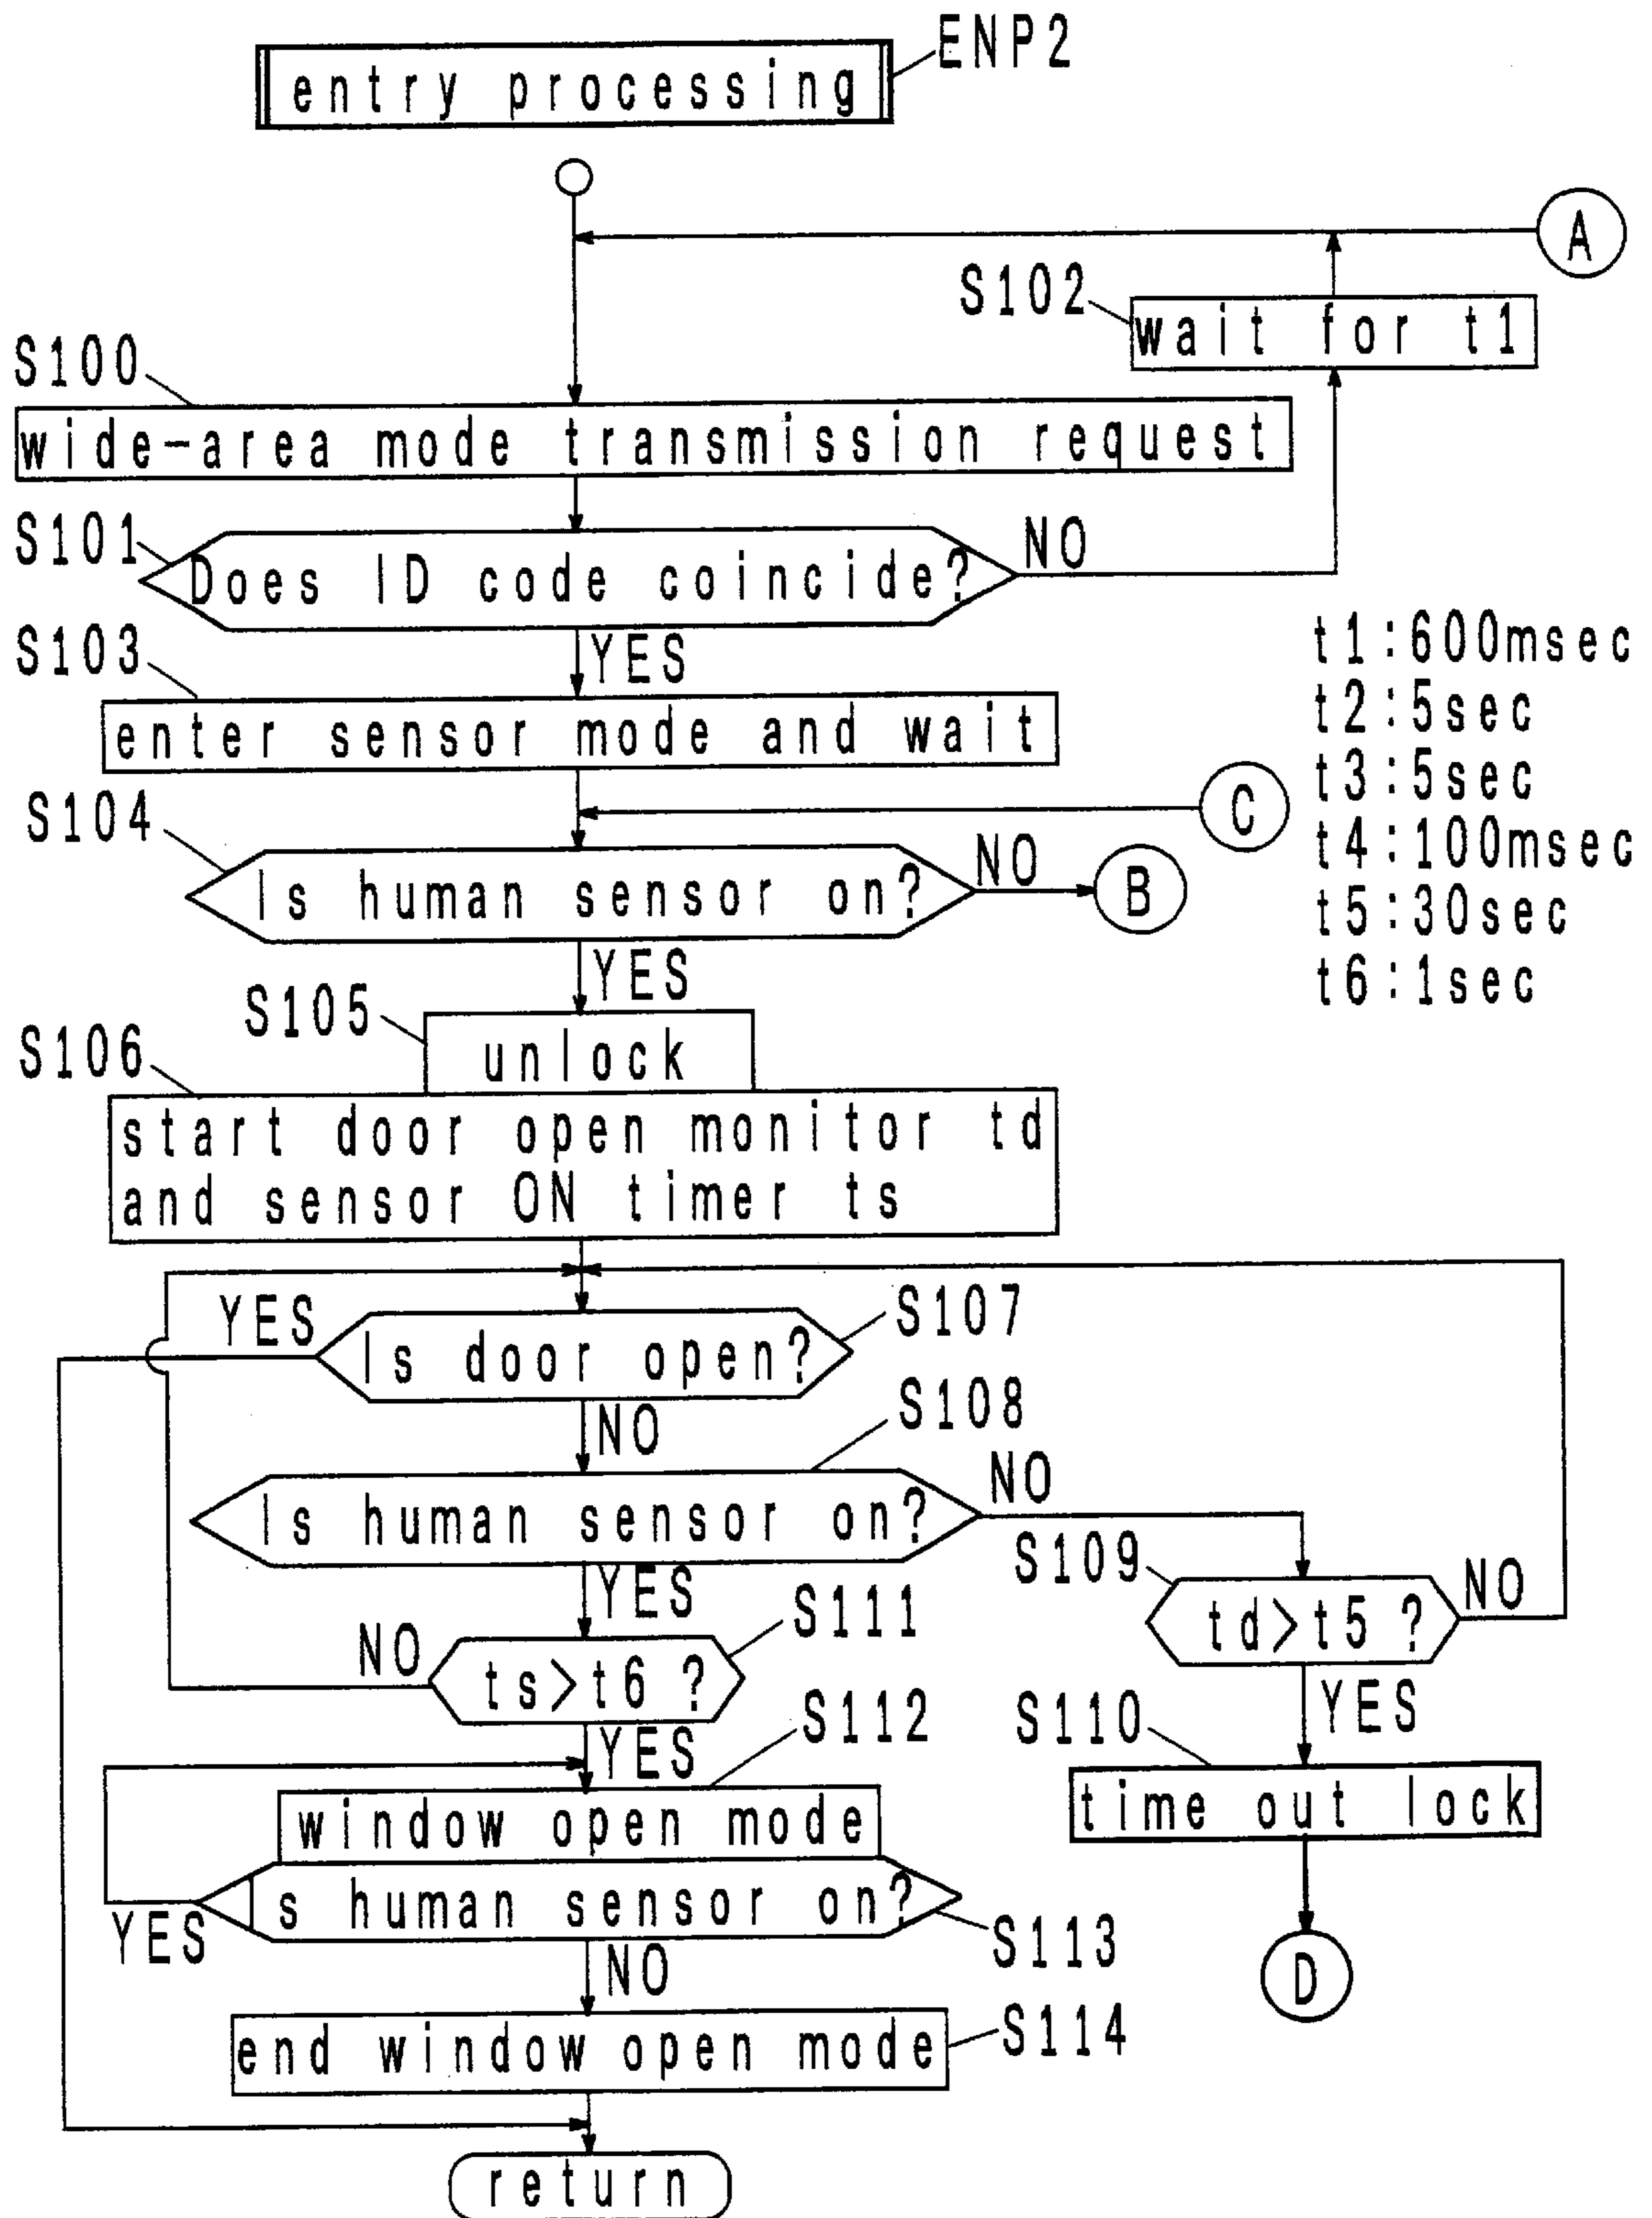 entry processing
ENP2
A
S102
wait for t1
S100
wide-area mode transmission request
S101
Does ID code coincide?
NO
YES
S103
enter sensor mode and wait
t1:600msec
t2:5sec
t3:5sec
t4:100msec
t5:30sec
t6:1sec
C
S104
Is human sensor on?
NO
B
YES
S105
unlock
S106
start door open monitor td
and sensor ON timer ts
YES
Is door open?
S107
NO
S108
Is human sensor on?
NO
YES
S109
td>t5 ?
NO
S111
NO
ts>t6 ?
YES
S110
YES
time out lock
D
S112
window open mode
Is human sensor on?
YES
S113
NO
end window open mode
S114
return